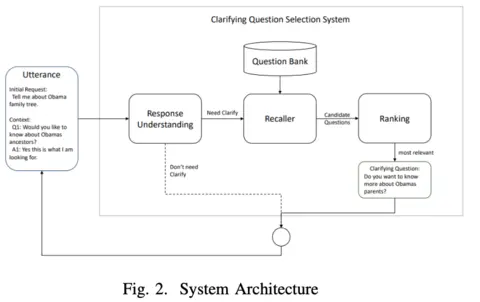 Clarifying Question Selection System
Utterance
Initial Request:
Tell me about Obama
family tree.
Context:
Q1: Would you like to
know about Obamas
ancestors?
A1: Yes this is what I am
looking for.
Response
Understanding
Need Clarify
Don't need
Clarify
Question Bank
Recaller
Candidate
Questions
Ranking
most relevant
Clarifying Question:
Do you want to know
more about Obamas
parents?
Fig. 2. System Architecture